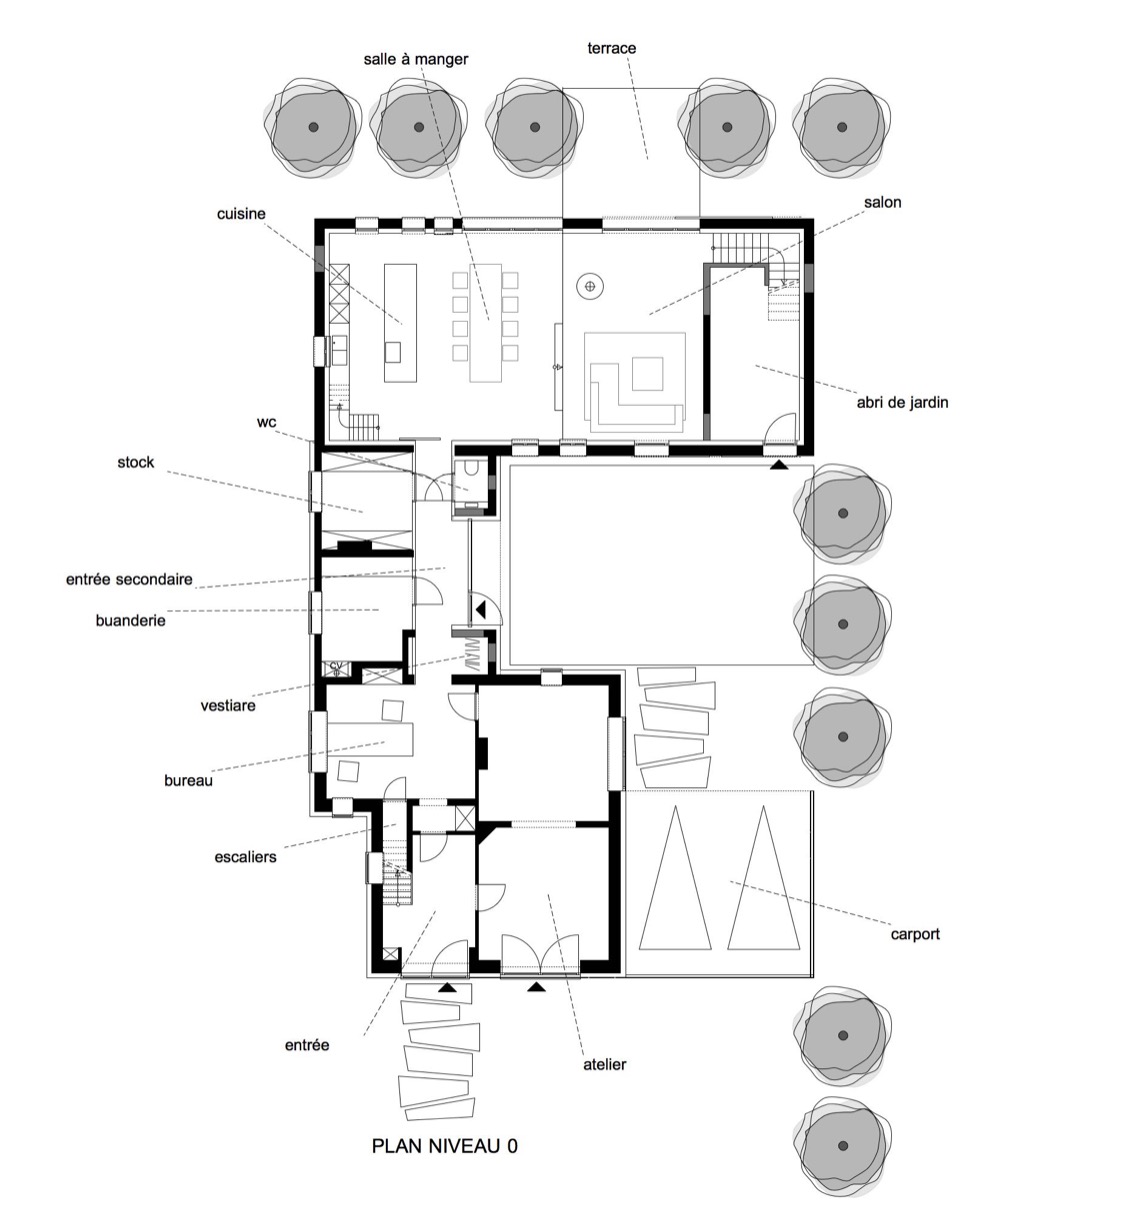 terrace
salle à manger
cuisine
salon
abri de jardin
wc
stock
entrée secondaire
buanderie
CV
vestiare
bureau
escaliers
carport
entrée
atelier
PLAN NIVEAU 0